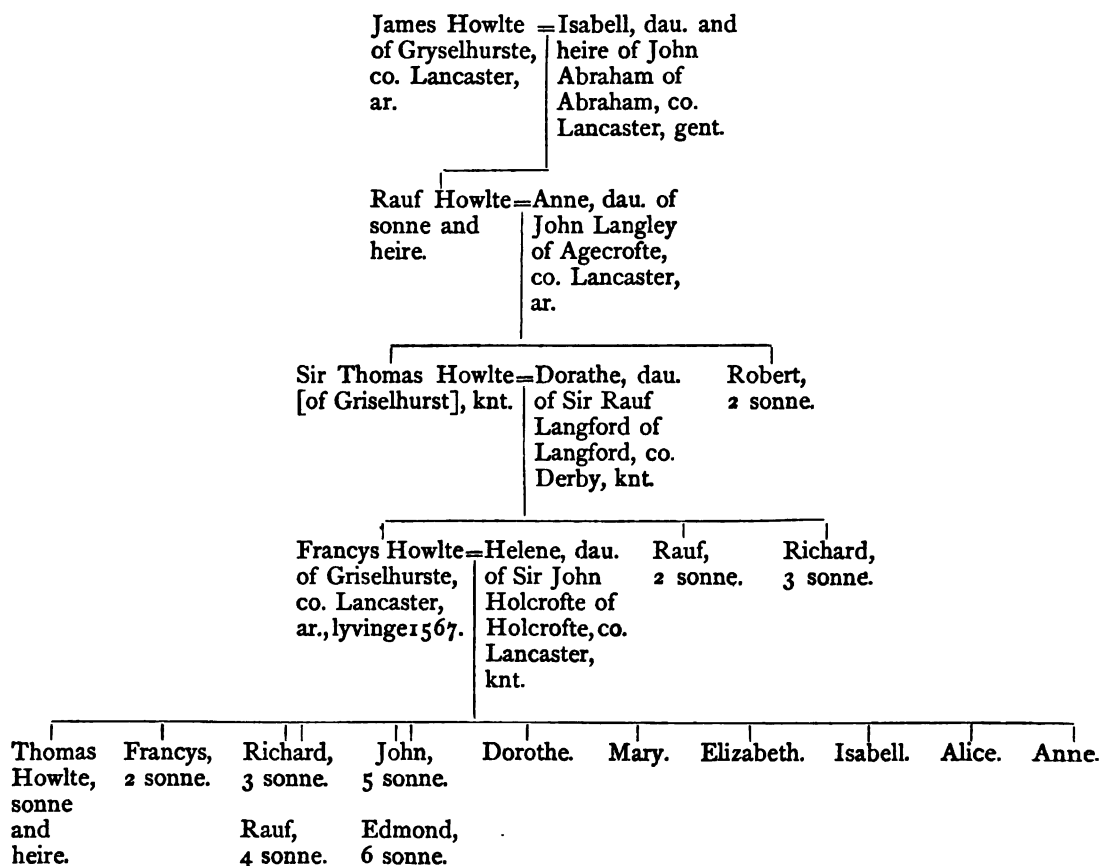 James Howlte = Isabell, dau. and
of Gryselhurste, heire of John
co. Lancaster, Abraham of
ar. Abraham, co.
Lancaster, gent.
Rauf Howlte = Anne, dau. of
sonne and John Langley
heire. of Agecrofte,
co. Lancaster,
ar.
Sir Thomas Howlte = Dorathe, dau. Robert,
[of Griselhurst], knt. of Sir Rauf 2 sonne.
Langford of
Langford, co.
Derby, knt.
Francys Howlte = Helene, dau. Rauf, Richard,
of Griselhurste, of Sir John 2 sonne. 3 sonne.
co. Lancaster, Holcrofte of
ar., lyvinge 1567. Holcrofte, co.
Lancaster,
knt.
Thomas Francys, Richard, John, Dorothe. Mary. Elizabeth. Isabell. Alice. Anne.
Howlte, 2 sonne. 3 sonne. 5 sonne.
sonne
and Rauf, Edmond,
heire. 4 sonne. 6 sonne.